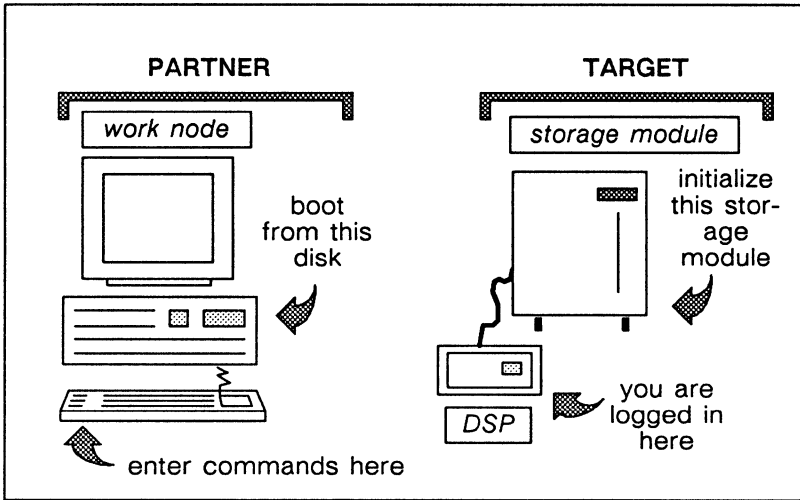 PARTNER
work node
boot
from this
disk
enter commands here
TARGET
storage module
initialize
this stor-
age
module
you are
logged in
here
DSP